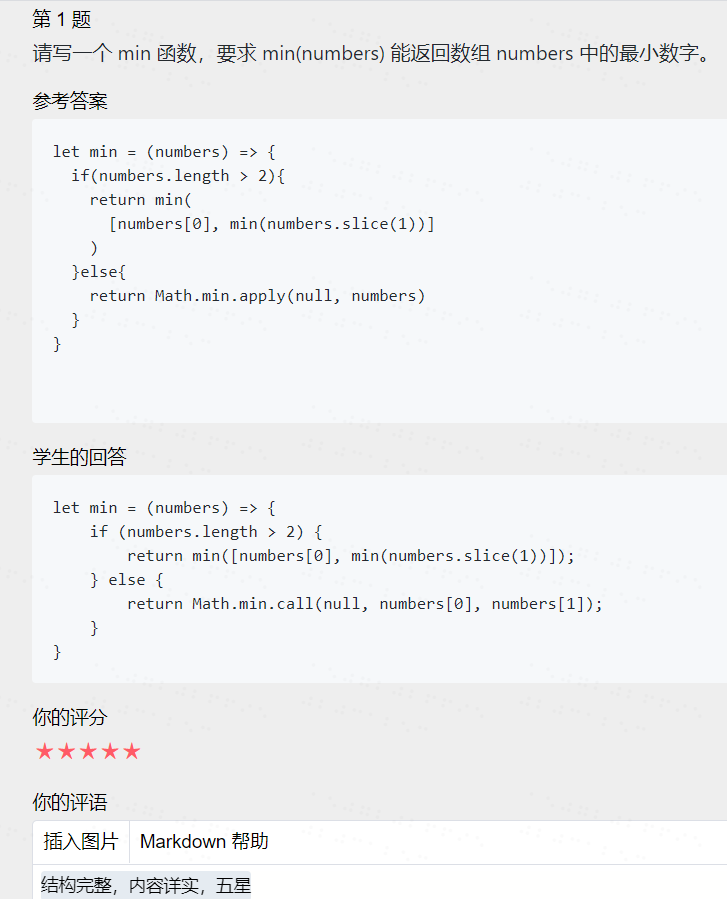 第 1 题
请写一个 min 函数，要求 min(numbers) 能返回数组 numbers 中的最小数字。
参考答案
let min = (numbers) => {
  if(numbers.length > 2){
    return min(
      [numbers[0], min(numbers.slice(1))]
    )
  }else{
    return Math.min.apply(null, numbers)
  }
}
学生的回答
let min = (numbers) => {
    if (numbers.length > 2) {
        return min([numbers[0], min(numbers.slice(1))]);
    } else {
        return Math.min.call(null, numbers[0], numbers[1]);
    }
}
你的评分
你的评语
插入图片 Markdown 帮助
结构完整，内容详实，五星